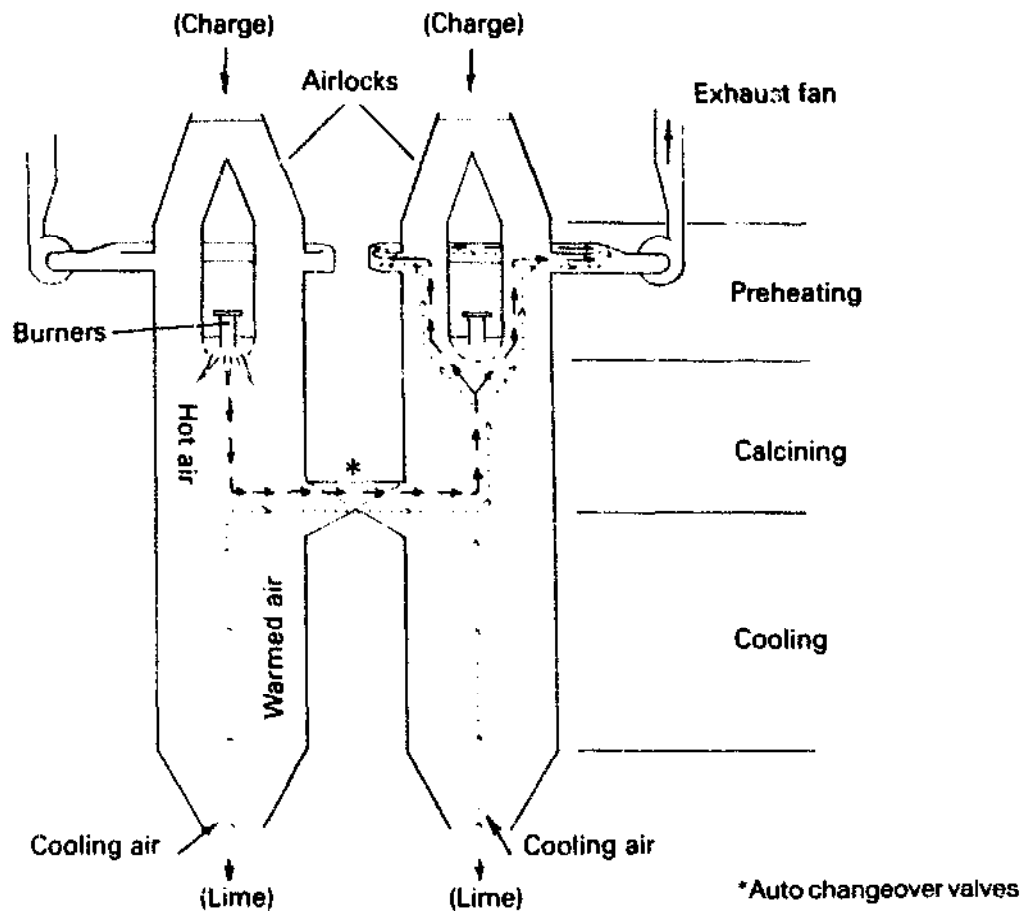 (Charge)
(Charge)
Airlocks
Exhaust fan
Preheating
Burners
Hot air
Calcining
*
Warmed air
Cooling
Cooling air
Cooling air
(Lime)
(Lime)
*Auto changeover valves